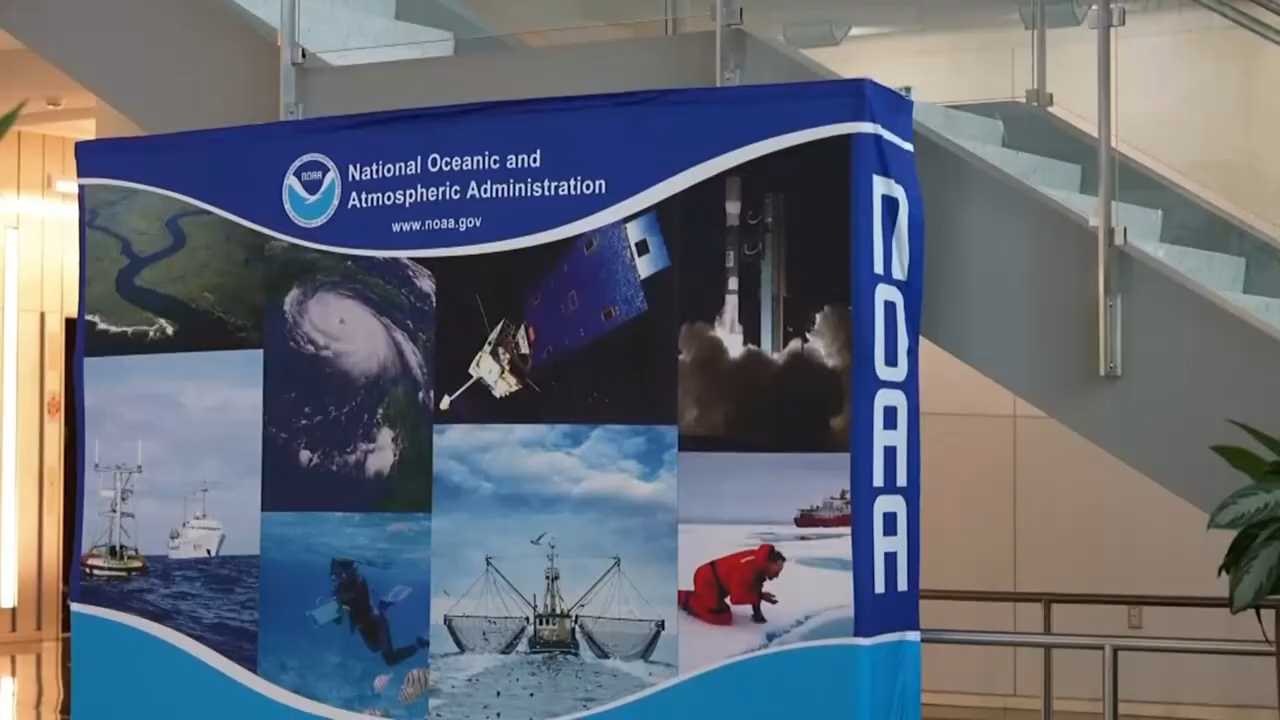 NOAA
National Oceanic and
Atmospheric Administration
www.noaa.gov
NOAA